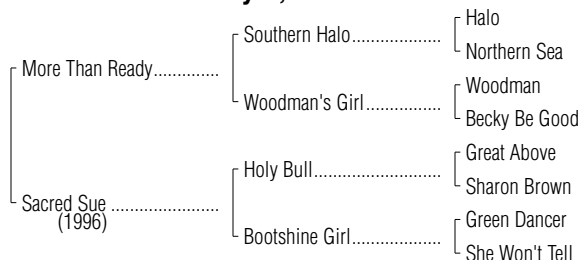 Halo
Southern Halo....................
Northern Sea
More Than Ready..............
Woodman
Woodman's Girl.................
Becky Be Good
Great Above
Holy Bull............................
Sharon Brown
Sacred Sue .......................
(1996)
Green Dancer
Bootshine Girl....................
She Won't Tell